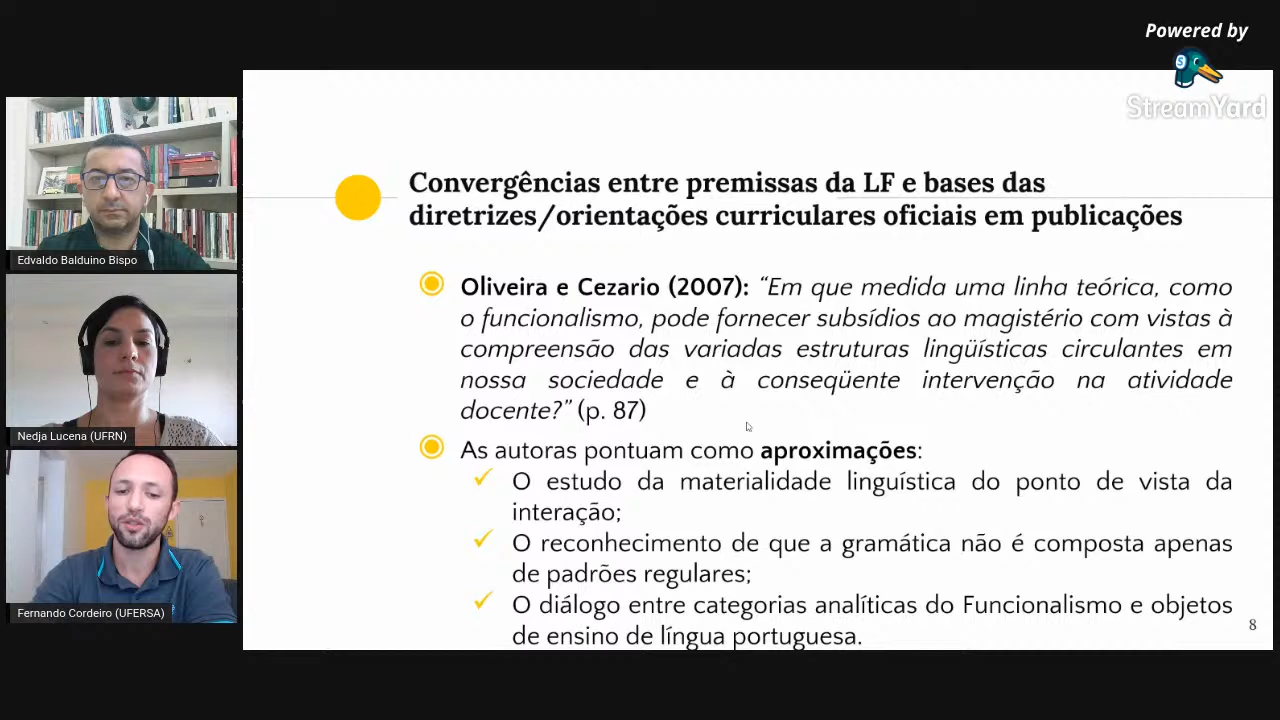 Powered by
StreamYard
Convergências entre premissas da LF e bases das
diretrizes/orientações curriculares oficiais em publicações
Oliveira e Cezario (2007): “Em que medida uma linha teórica, como
o funcionalismo, pode fornecer subsídios ao magistério com vistas à
compreensão das variadas estruturas lingüísticas circulantes em
nossa sociedade e à conseqüente intervenção na atividade
docente?” (p. 87)
As autoras pontuam como aproximações:
O estudo da materialidade linguística do ponto de vista da
interação;
O reconhecimento de que a gramática não é composta apenas
de padrões regulares;
O diálogo entre categorias analíticas do Funcionalismo e objetos
de ensino de língua portuguesa.
8
Edvaldo Balduino Bispo
Nedja Lucena (UFRN)
Fernando Cordeiro (UFERSA)